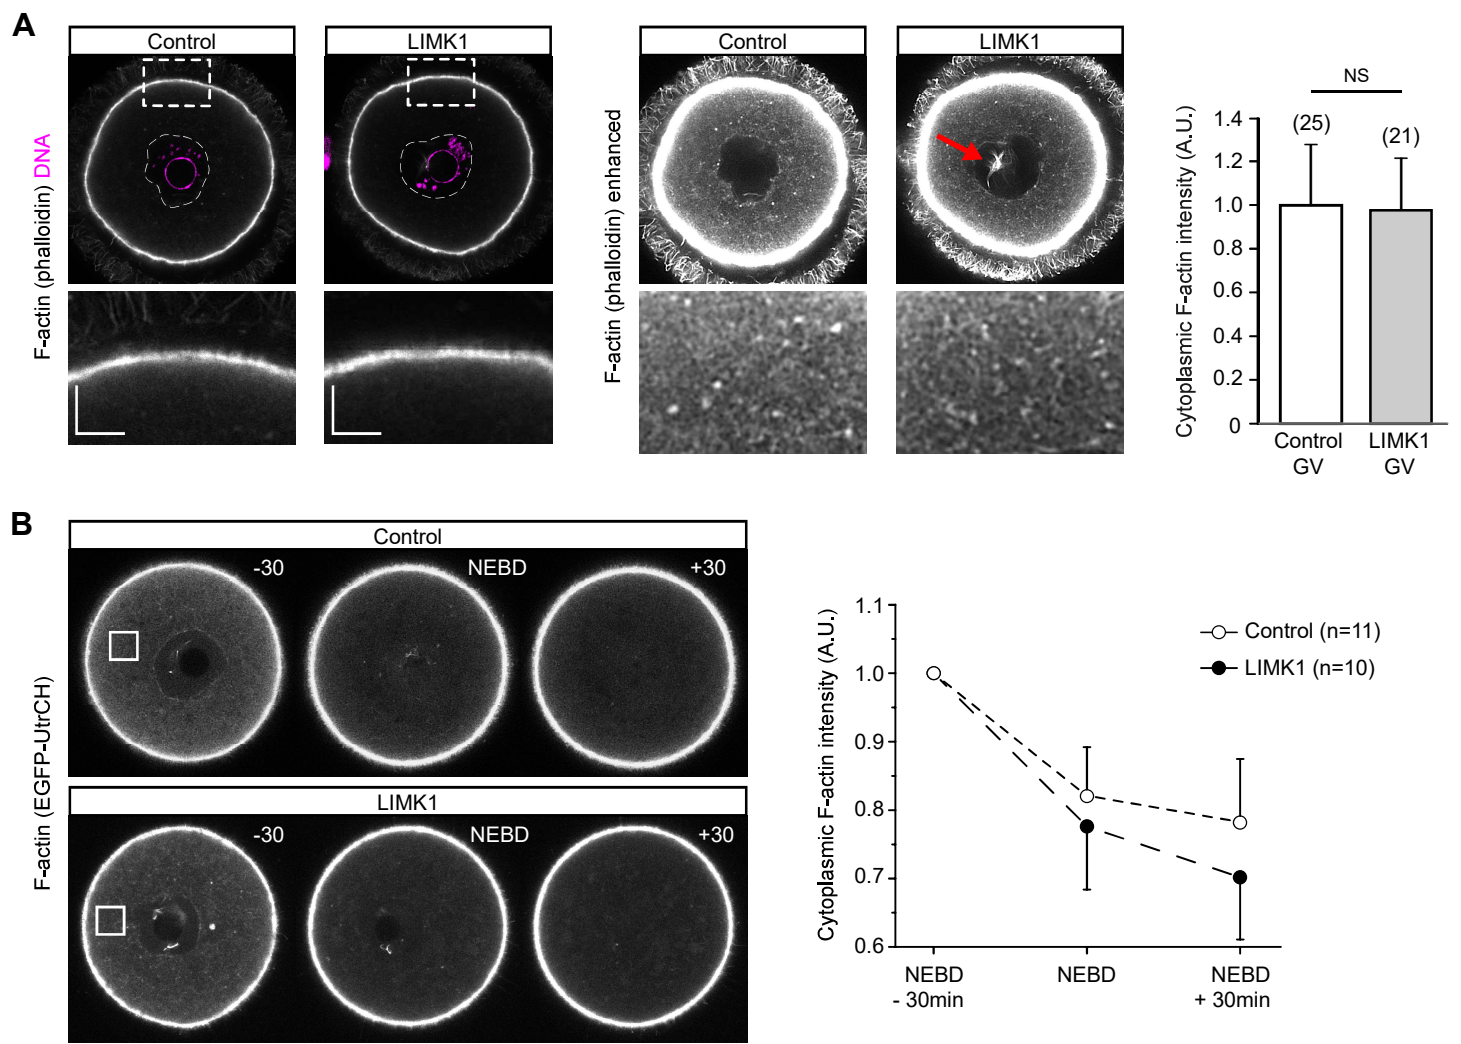 A
Control
LIMK1
Control
LIMK1
F-actin (phalloidin) DNA
F-actin (phalloidin) enhanced
NS
Cytoplasmic F-actin intensity (A.U.)
1.4
1.2
1.0
0.8
0.6
0.4
0.2
0
(25)
(21)
Control
GV
LIMK1
GV
B
Control
-30
NEBD
+30
LIMK1
-30
NEBD
+30
F-actin (EGFP-UtrCH)
Cytoplasmic F-actin intensity (A.U.)
1.1
1.0
0.9
0.8
0.7
0.6
Control (n=11)
LIMK1 (n=10)
NEBD
- 30min
NEBD
NEBD
+ 30min